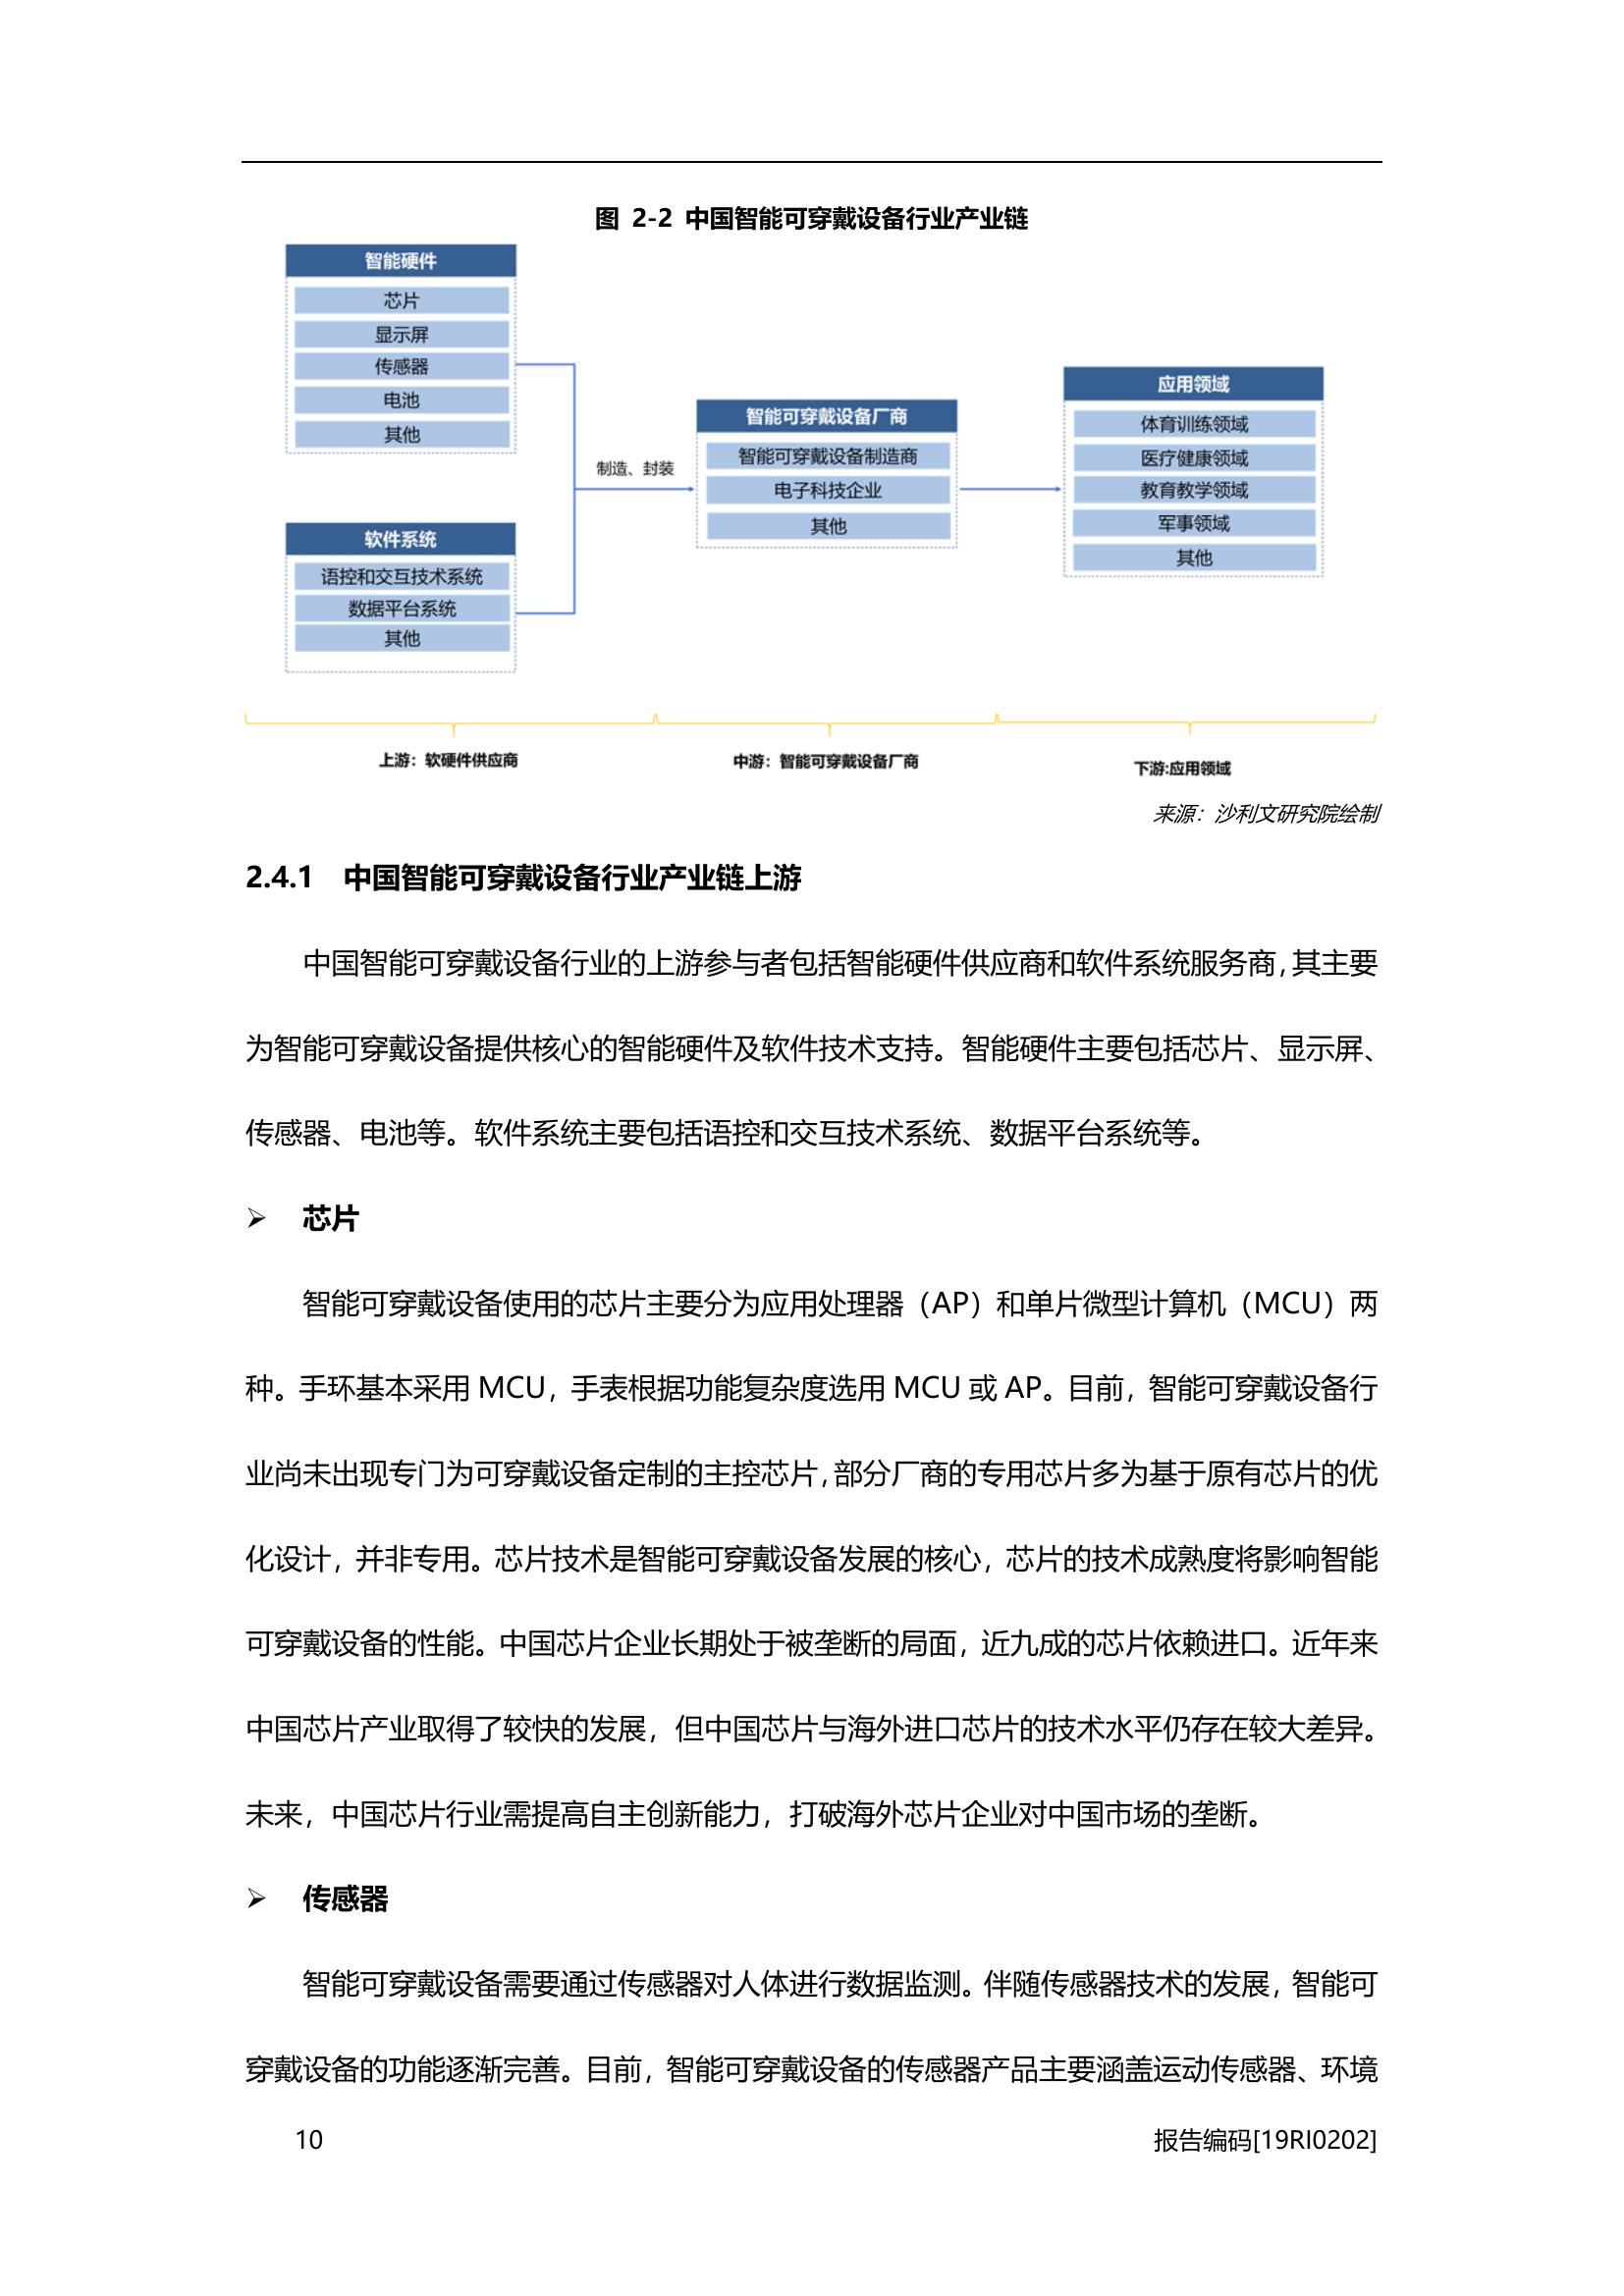 图 2-2 中国智能可穿戴设备行业产业链
智能硬件
芯片
显示屏
传感器
电池
其他
软件系统
语控和交互技术系统
数据平台系统
其他
制造、封装
智能可穿戴设备厂商
智能可穿戴设备制造商
电子科技企业
其他
应用领域
体育训练领域
医疗健康领域
教育教学领域
军事领域
其他
上游：软硬件供应商
中游：智能可穿戴设备厂商
下游:应用领域
来源：沙利文研究院绘制
2.4.1 中国智能可穿戴设备行业产业链上游
中国智能可穿戴设备行业的上游参与者包括智能硬件供应商和软件系统服务商，其主要
为智能可穿戴设备提供核心的智能硬件及软件技术支持。智能硬件主要包括芯片、显示屏、
传感器、电池等。软件系统主要包括语控和交互技术系统、数据平台系统等。
➢ 芯片
智能可穿戴设备使用的芯片主要分为应用处理器（AP）和单片微型计算机（MCU）两
种。手环基本采用 MCU，手表根据功能复杂度选用 MCU 或 AP。目前，智能可穿戴设备行
业尚未出现专门为可穿戴设备定制的主控芯片，部分厂商的专用芯片多为基于原有芯片的优
化设计，并非专用。芯片技术是智能可穿戴设备发展的核心，芯片的技术成熟度将影响智能
可穿戴设备的性能。中国芯片企业长期处于被垄断的局面，近九成的芯片依赖进口。近年来
中国芯片产业取得了较快的发展，但中国芯片与海外进口芯片的技术水平仍存在较大差异。
未来，中国芯片行业需提高自主创新能力，打破海外芯片企业对中国市场的垄断。
➢ 传感器
智能可穿戴设备需要通过传感器对人体进行数据监测。伴随传感器技术的发展，智能可
穿戴设备的功能逐渐完善。目前，智能可穿戴设备的传感器产品主要涵盖运动传感器、环境
10
报告编码[19RI0202]